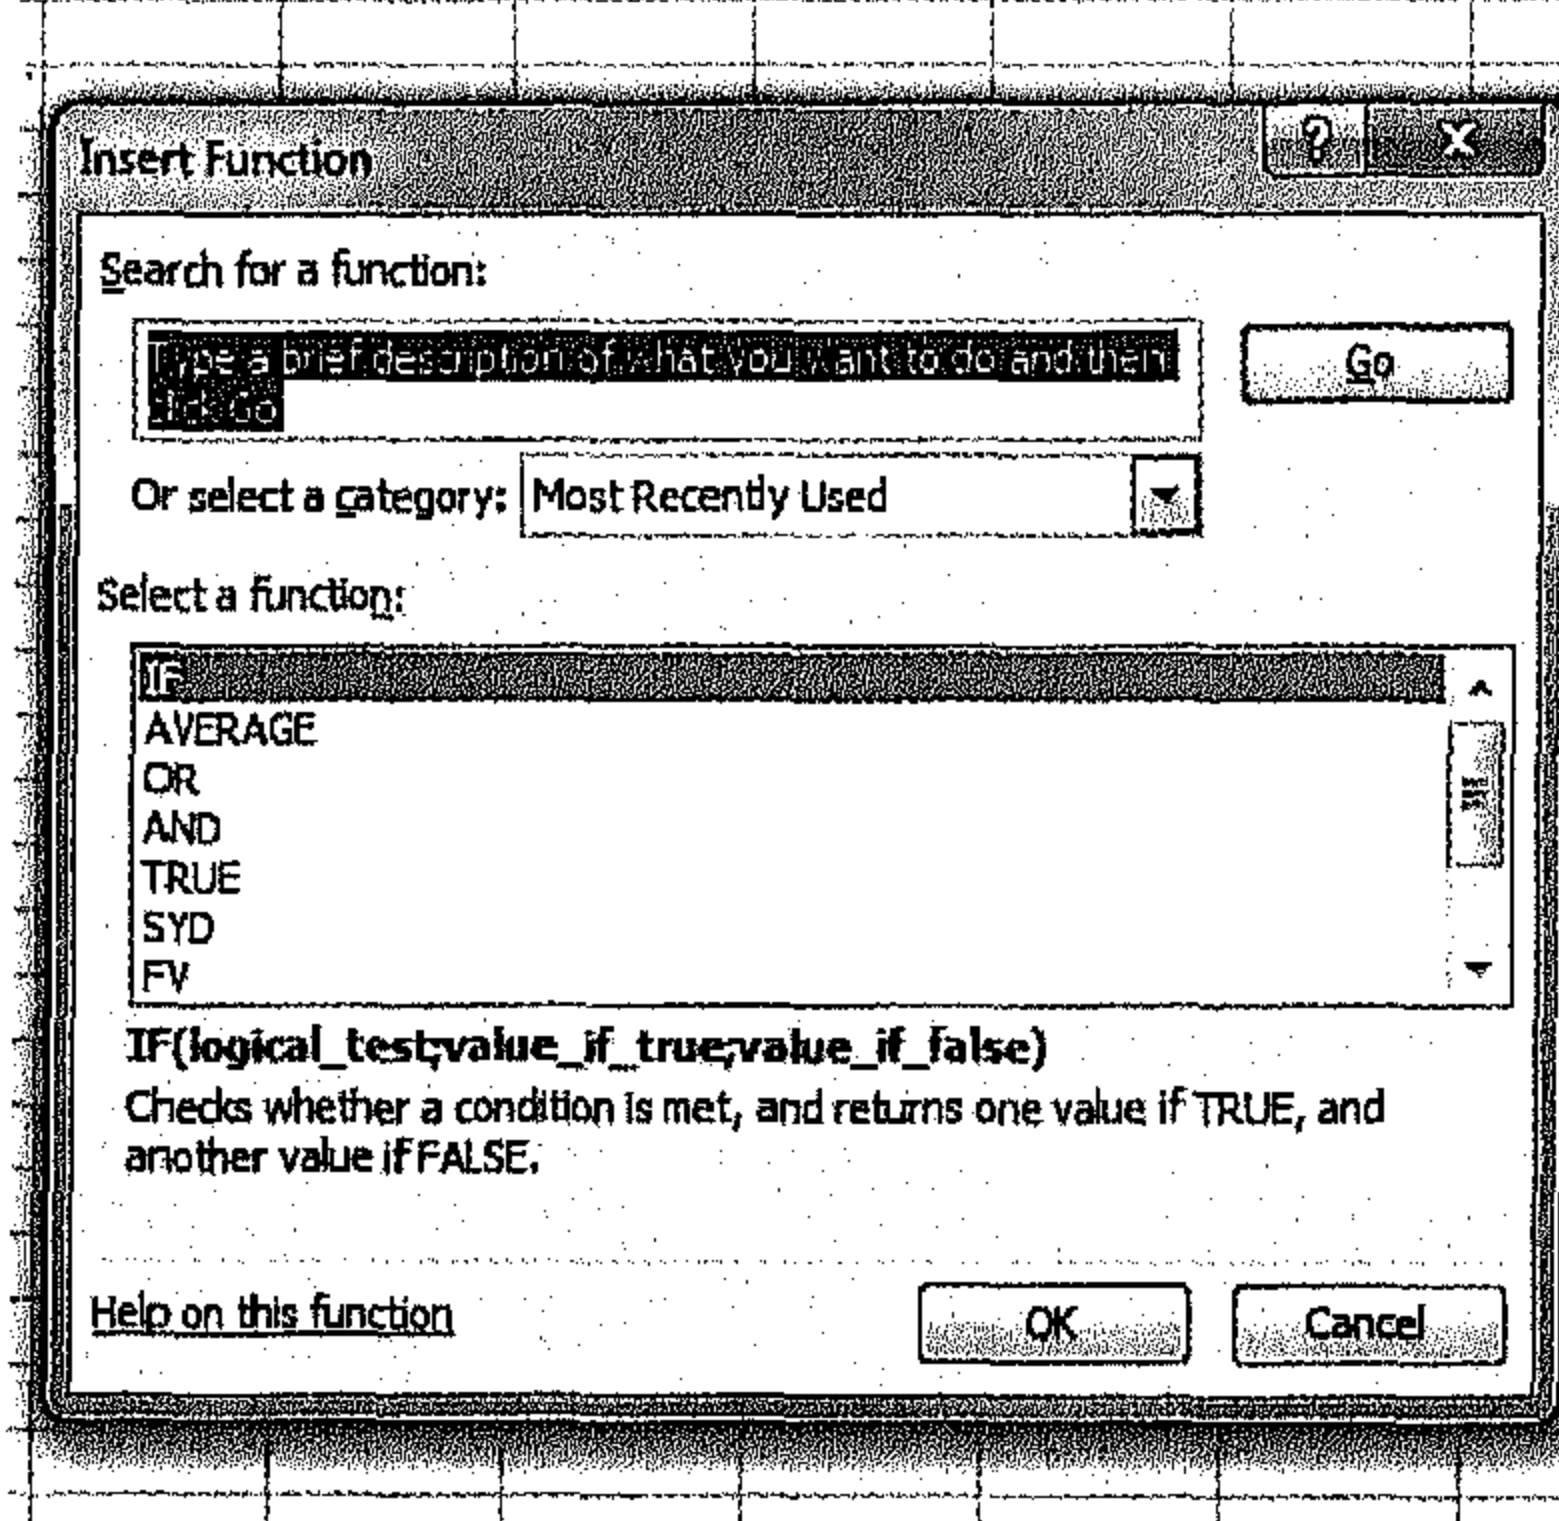 Insert Function
? X
Search for a function:
Type a brief description of what you want to do and then
click Go
Go
Or select a category: Most Recently Used
Select a function:
IF
AVERAGE
OR
AND
TRUE
SYD
FV
IF(logical_test;value_if_true;value_if_false)
Checks whether a condition is met, and returns one value if TRUE, and
another value if FALSE.
Help on this function
OK
Cancel